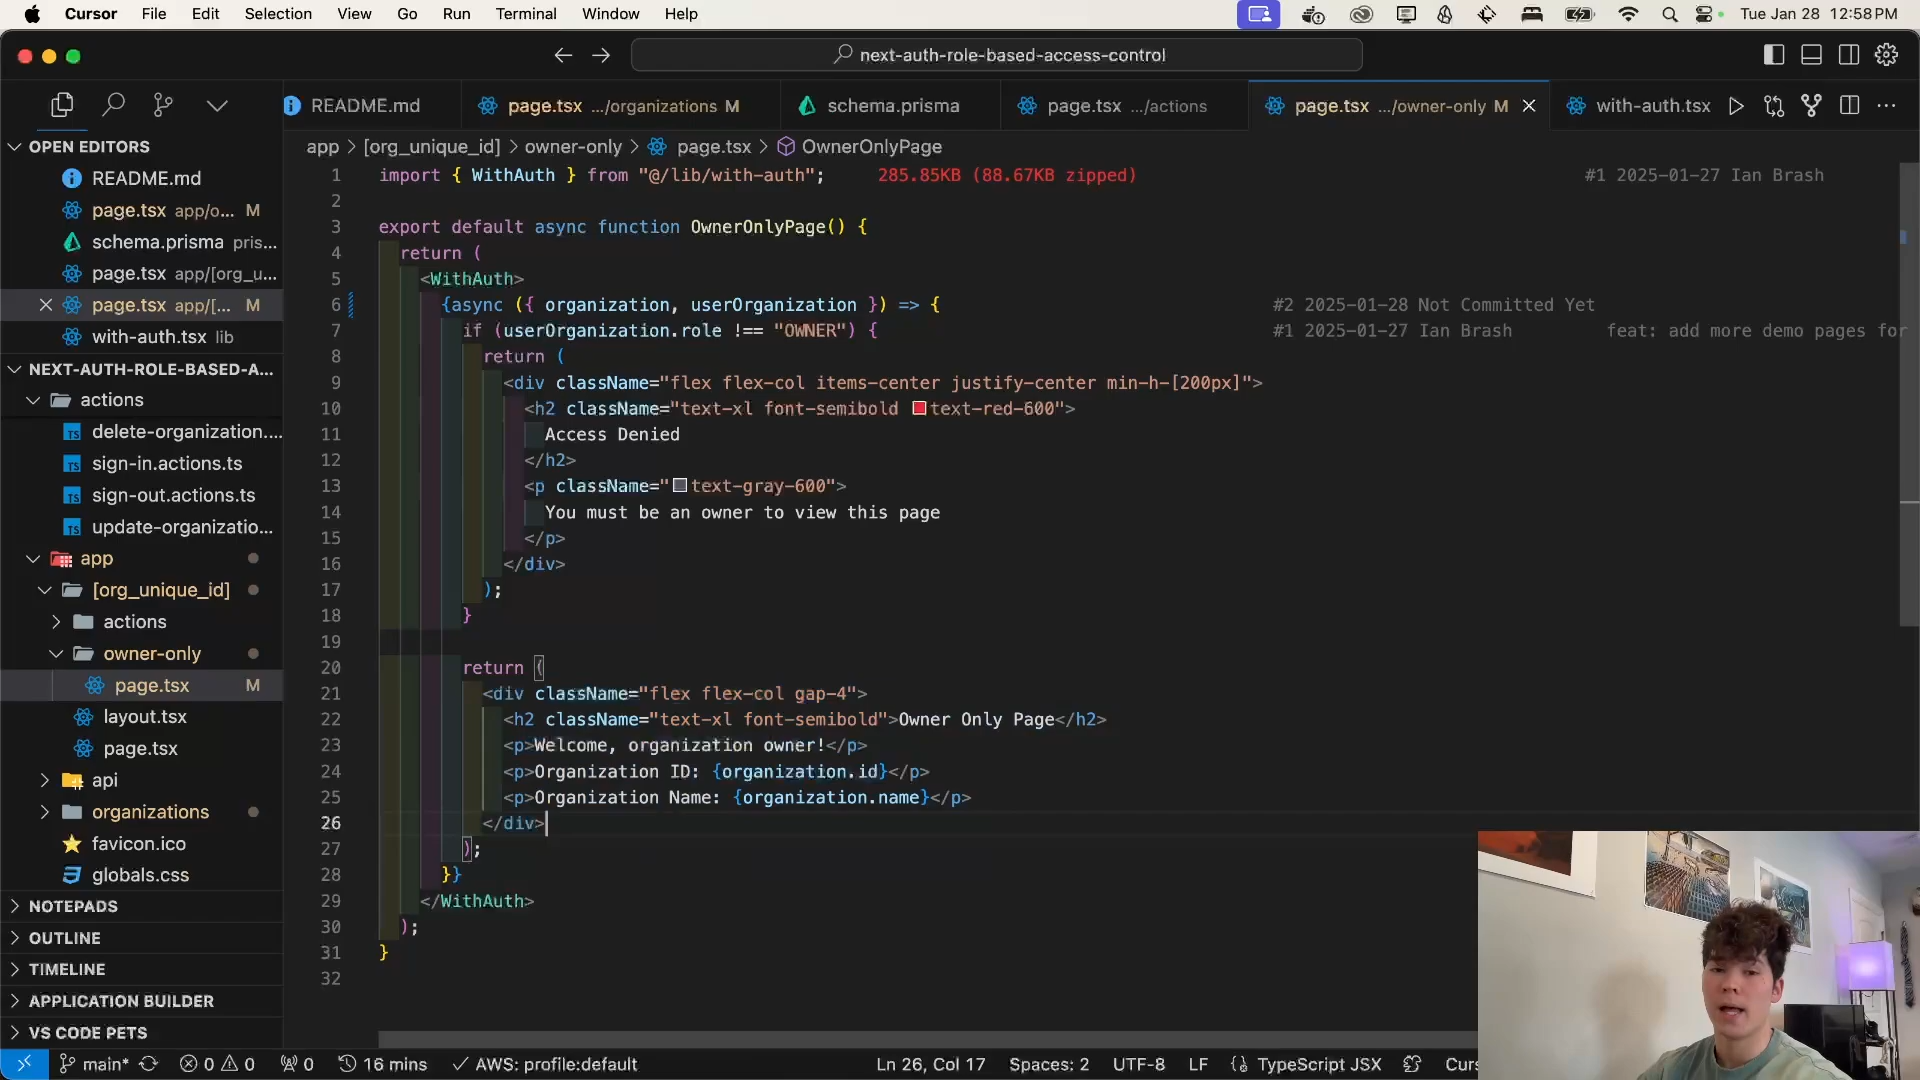 Cursor File Edit Selection View Go Run Terminal Window Help Tue Jan 28 12:58 PM
next-auth-role-based-access-control
README.md page.tsx .../organizations M schema.prisma page.tsx .../actions page.tsx .../owner-only M with-auth.tsx
app > [org_unique_id] > owner-only > page.tsx > OwnerOnlyPage
OPEN EDITORS
README.md
page.tsx app/o... M
schema.prisma pris...
page.tsx app/[org_u...
page.tsx app/[... M
with-auth.tsx lib
NEXT-AUTH-ROLE-BASED-A...
actions
delete-organization....
sign-in.actions.ts
sign-out.actions.ts
update-organizatio...
app
[org_unique_id]
actions
owner-only
page.tsx M
layout.tsx
page.tsx
api
organizations
favicon.ico
globals.css
NOTEPADS
OUTLINE
TIMELINE
APPLICATION BUILDER
VS CODE PETS
1 import { WithAuth } from "@/lib/with-auth"; 285.85KB (88.67KB zipped) #1 2025-01-27 Ian Brash
2
3 export default async function OwnerOnlyPage() {
4 return (
5 <WithAuth>
6 {async ({ organization, userOrganization }) => { #2 2025-01-28 Not Committed Yet
7 if (userOrganization.role !== "OWNER") { #1 2025-01-27 Ian Brash feat: add more demo pages for
8 return (
9 <div className="flex flex-col items-center justify-center min-h-[200px]">
10 <h2 className="text-xl font-semibold text-red-600">
11 Access Denied
12 </h2>
13 <p className="text-gray-600">
14 You must be an owner to view this page
15 </p>
16 </div>
17 );
18 }
19
20 return (
21 <div className="flex flex-col gap-4">
22 <h2 className="text-xl font-semibold">Owner Only Page</h2>
23 <p>Welcome, organization owner!</p>
24 <p>Organization ID: {organization.id}</p>
25 <p>Organization Name: {organization.name}</p>
26 </div>
27 );
28 }}
29 </WithAuth>
30 );
31 }
32
main* 0 0 0 16 mins AWS: profile:default Ln 26, Col 17 Spaces: 2 UTF-8 LF {} TypeScript JSX Curs